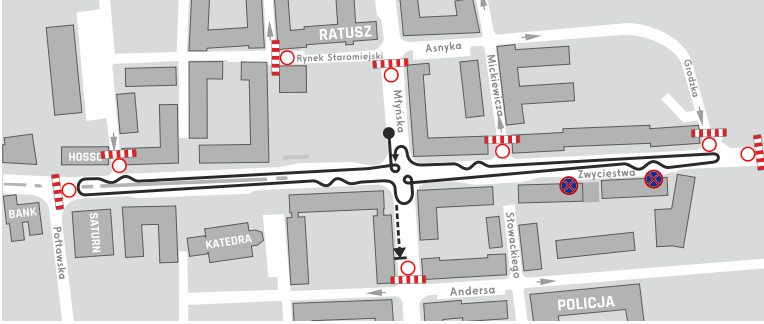 RATUSZ
Asnyka
Rynek Staromiejski
Mickiewicza
Grodzka
Młyńska
HOSSO
Zwycięstwa
BANK
SATURN
KATEDRA
Połtawska
Słowackiego
Andersa
POLICJA